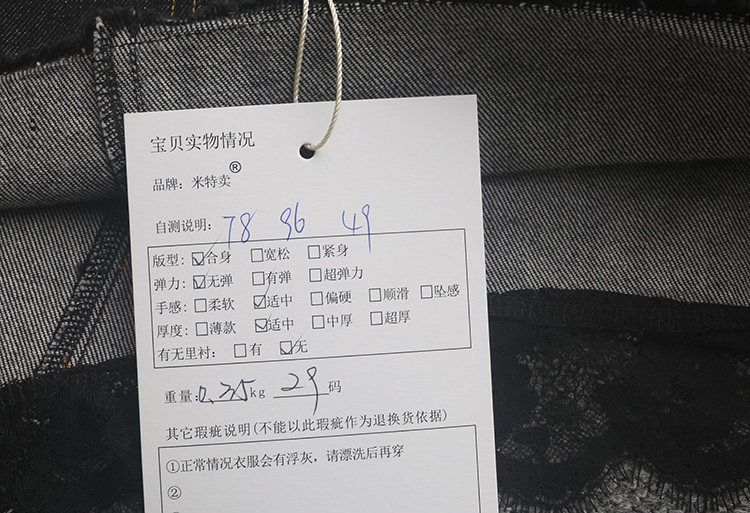 宝贝实物情况
品牌: 米特卖®
自测说明: 78 96 49
版型: ☑合身 □宽松 □紧身
弹力: ☑无弹 □有弹 □超弹力
手感: □柔软 ☑适中 □偏硬 □顺滑 □坠感
厚度: □薄款 ☑适中 □中厚 □超厚
有无里衬: □有 ☑无
重量: 0.35kg 29码
其它瑕疵说明(不能以此瑕疵作为退换货依据)
①正常情况衣服会有浮灰，请漂洗后再穿
②